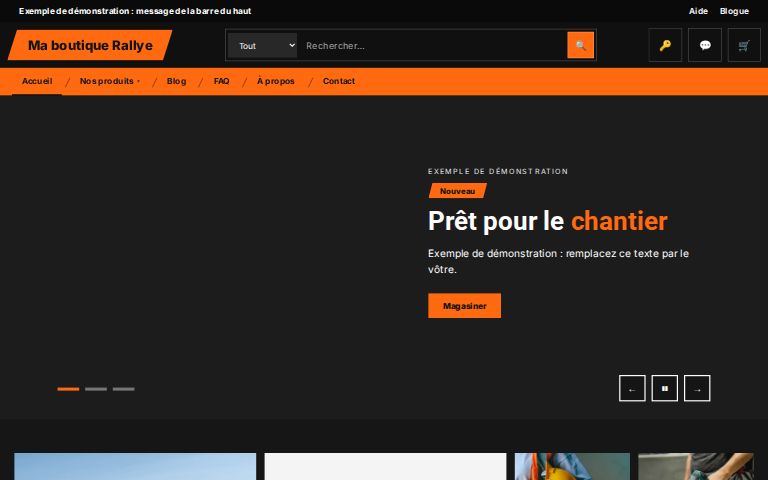 Exemple de démonstration : message de la barre du haut
Aide Blogue
Ma boutique Rallye
Tout
Rechercher...
Accueil / Nos produits / Blog / FAQ / À propos / Contact
EXEMPLE DE DÉMONSTRATION
Nouveau
Prêt pour le chantier
Exemple de démonstration : remplacez ce texte par le
vôtre.
Magasiner